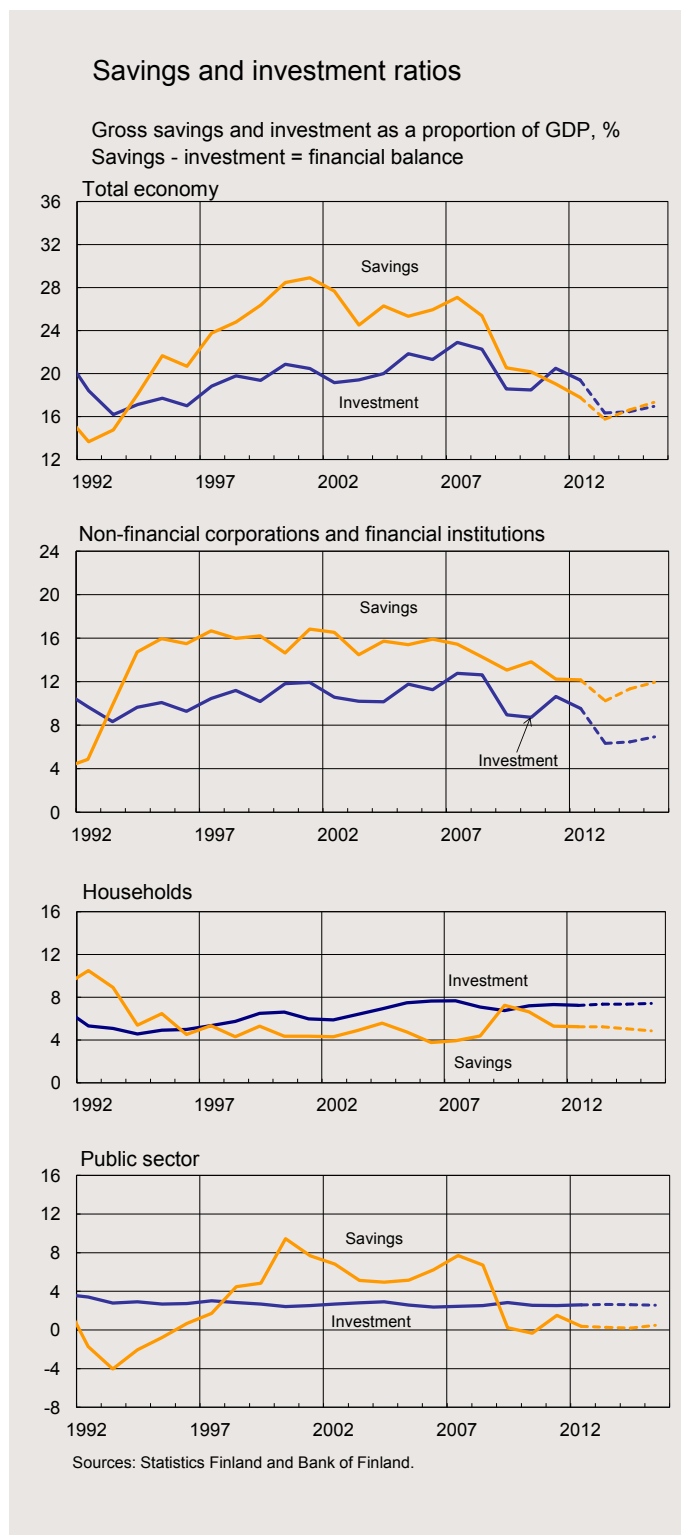 Savings and investment ratios
Gross savings and investment as a proportion of GDP, %
Savings - investment = financial balance
Total economy
36
32
28
24
20
16
12
Savings
Investment
1992 1997 2002 2007 2012
Non-financial corporations and financial institutions
24
20
16
12
8
4
0
Savings
Investment
1992 1997 2002 2007 2012
Households
16
12
8
4
0
Investment
Savings
1992 1997 2002 2007 2012
Public sector
16
12
8
4
0
-4
-8
Savings
Investment
1992 1997 2002 2007 2012
Sources: Statistics Finland and Bank of Finland.